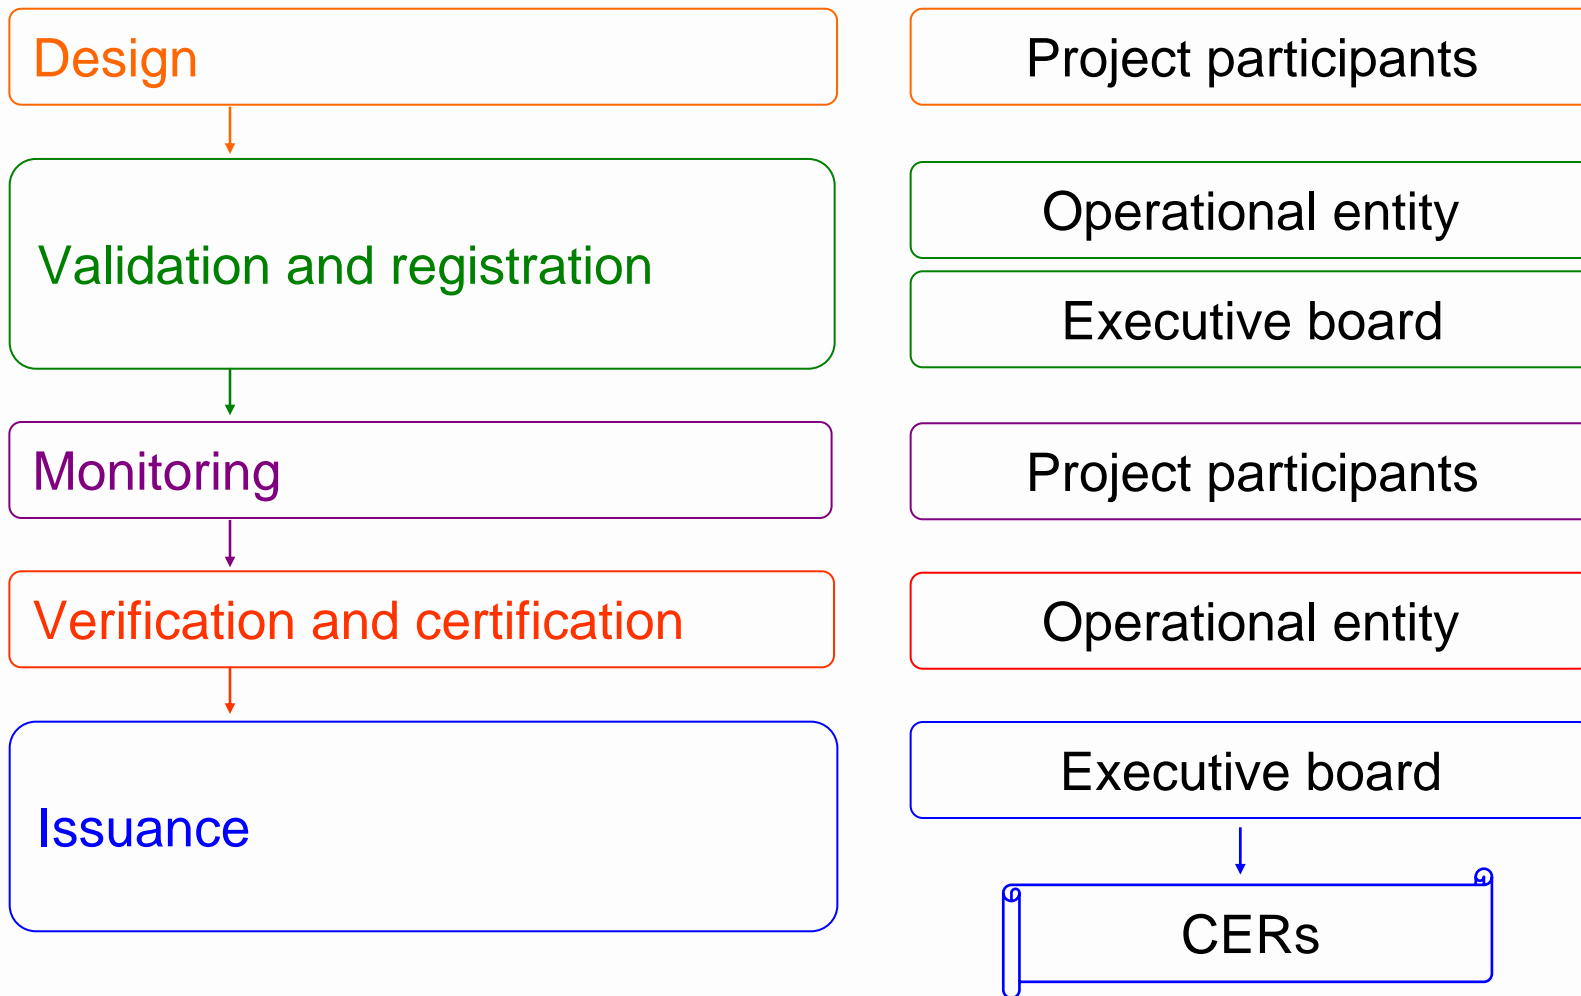 Design
Project participants
Validation and registration
Operational entity
Executive board
Monitoring
Project participants
Verification and certification
Operational entity
Issuance
Executive board
CERs